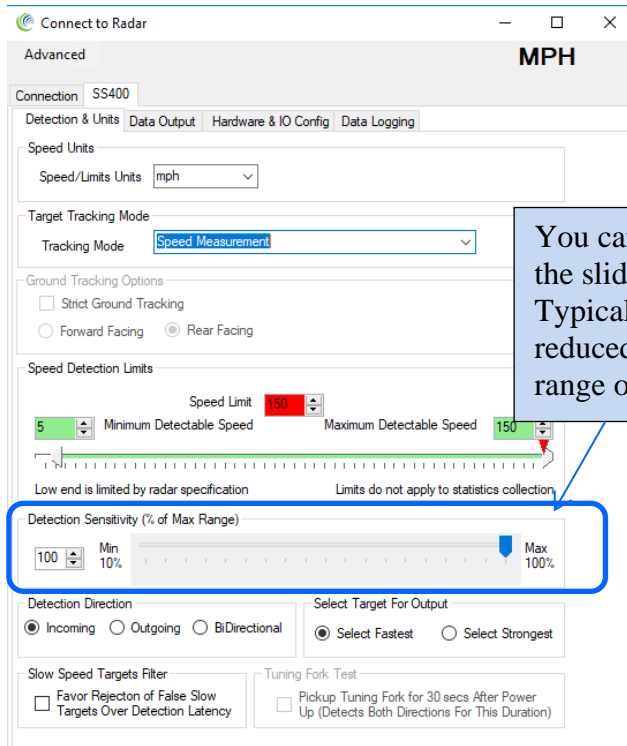 Connect to Radar
Advanced MPH
Connection SS400
Detection & Units Data Output Hardware & IO Config Data Logging
Speed Units
Speed/Limits Units mph
Target Tracking Mode
Tracking Mode Speed Measurement
You ca
the slid
Typical
reduced
range o
Ground Tracking Options
Strict Ground Tracking
Forward Facing Rear Facing
Speed Detection Limits
Speed Limit 150
5 Minimum Detectable Speed Maximum Detectable Speed 150
Low end is limited by radar specification Limits do not apply to statistics collection
Detection Sensitivity (% of Max Range)
100 Min 10% Max 100%
Detection Direction
Incoming Outgoing BiDirectional
Select Target For Output
Select Fastest Select Strongest
Slow Speed Targets Filter
Favor Rejecton of False Slow
Targets Over Detection Latency
Tuning Fork Test
Pickup Tuning Fork for 30 secs After Power
Up (Detects Both Directions For This Duration)